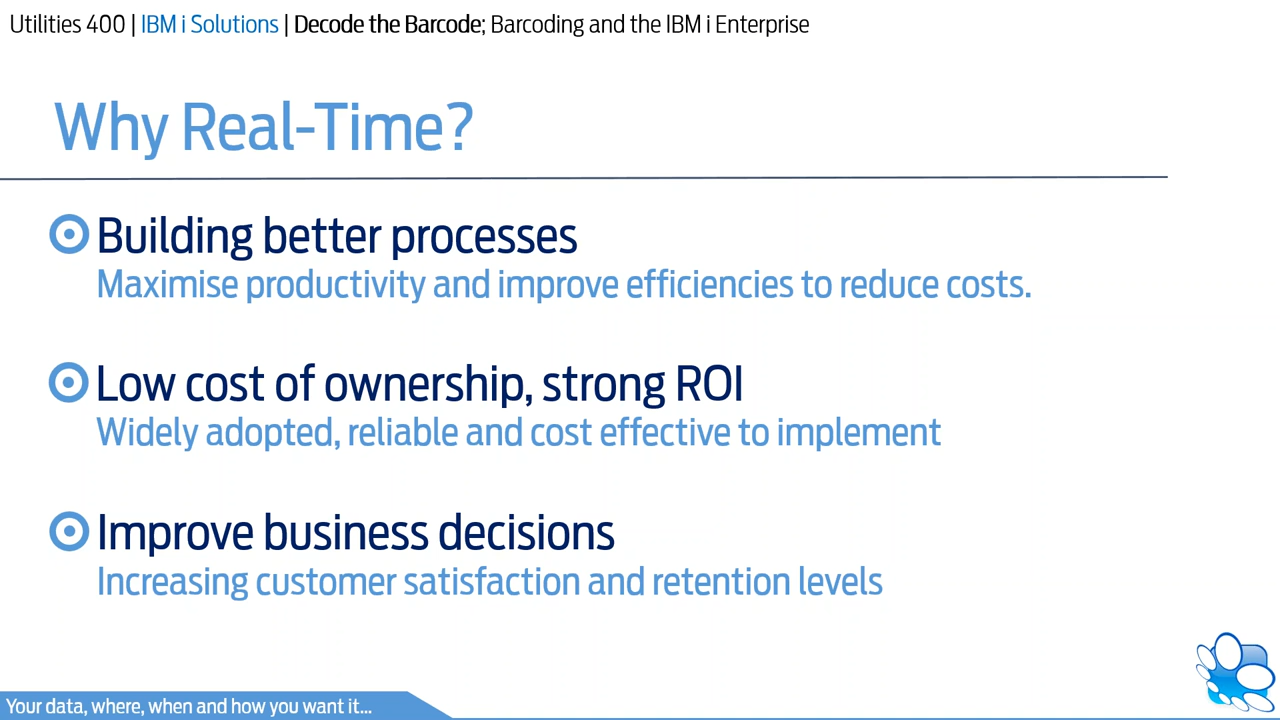 Utilities 400 | IBM i Solutions | Decode the Barcode; Barcoding and the IBM i Enterprise
Why Real-Time?
Building better processes
Maximise productivity and improve efficiencies to reduce costs.
Low cost of ownership, strong ROI
Widely adopted, reliable and cost effective to implement
Improve business decisions
Increasing customer satisfaction and retention levels
Your data, where, when and how you want it...